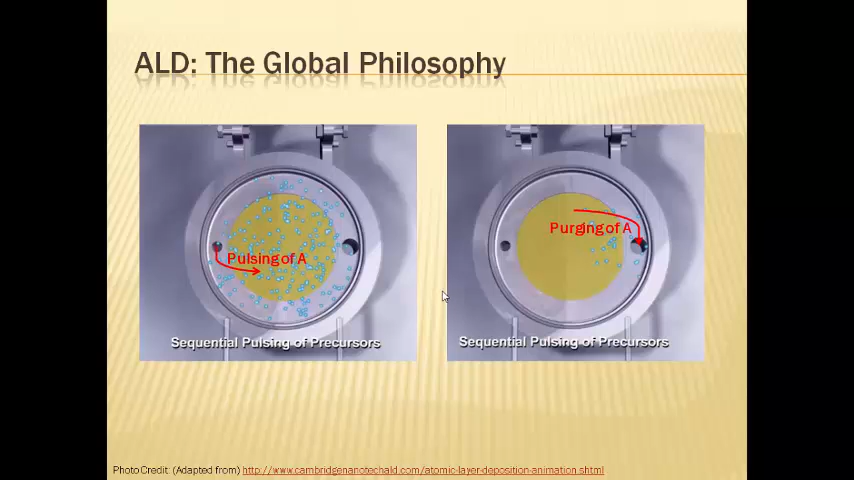 ALD: The Global Philosophy
Pulsing of A
Sequential Pulsing of Precursors
Purging of A
Sequential Pulsing of Precursors
Photo Credit: (Adapted from) http://www.cambridgenanotechald.com/atomic-layer-deposition-animation.shtml